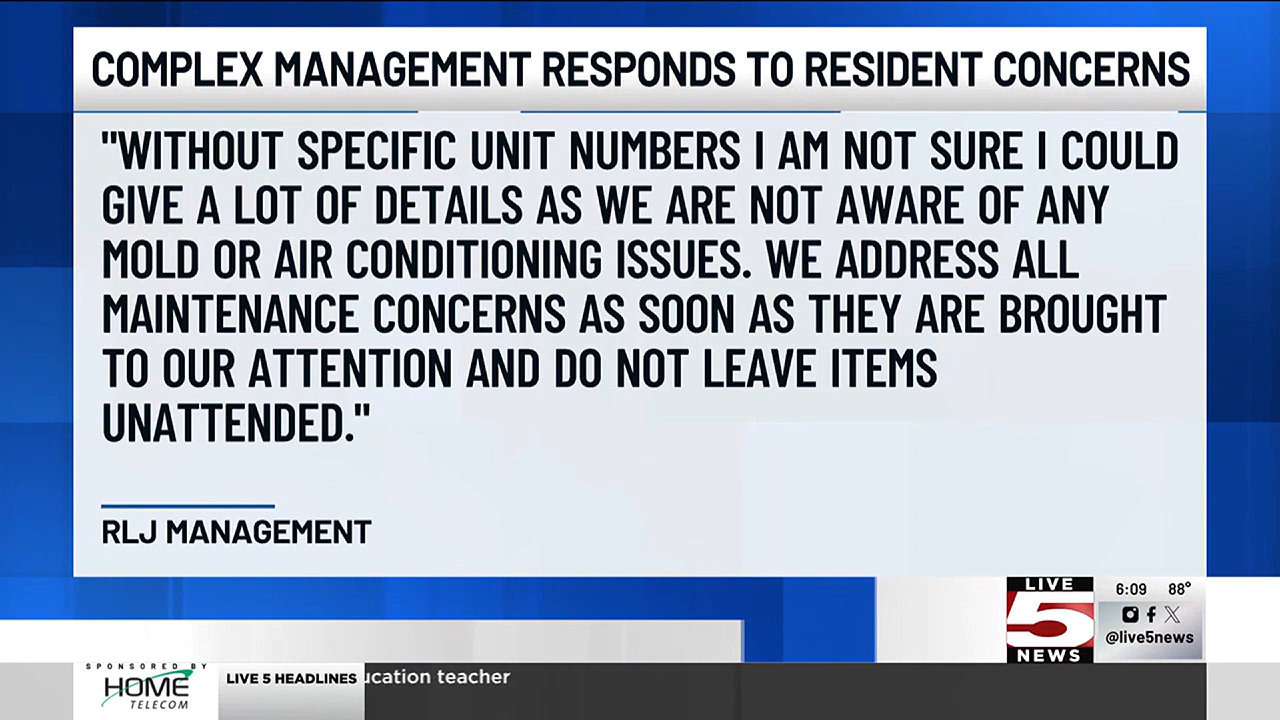 COMPLEX MANAGEMENT RESPONDS TO RESIDENT CONCERNS
"WITHOUT SPECIFIC UNIT NUMBERS I AM NOT SURE I COULD
GIVE A LOT OF DETAILS AS WE ARE NOT AWARE OF ANY
MOLD OR AIR CONDITIONING ISSUES. WE ADDRESS ALL
MAINTENANCE CONCERNS AS SOON AS THEY ARE BROUGHT
TO OUR ATTENTION AND DO NOT LEAVE ITEMS
UNATTENDED."
RLJ MANAGEMENT
LIVE
5
NEWS
6:09 88°
@live5news
SPONSORED BY
HOME
TELECOM
LIVE 5 HEADLINES
teacher